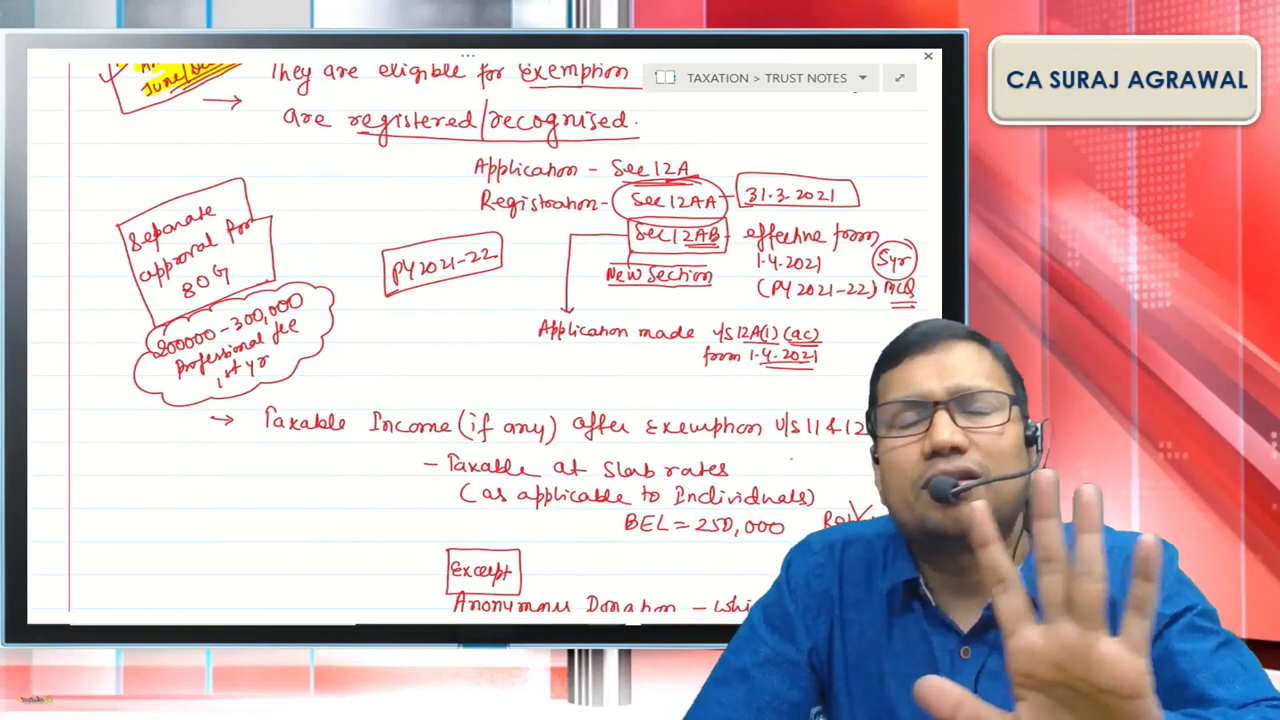 June/Dec
They are eligible for exemption
TAXATION > TRUST NOTES
are registered/recognised.
CA SURAJ AGRAWAL
Application - Sec 12A
Registration - Sec 12AA - 31.3.2021
Sec 12AB - effective from
1.4.2021
(PY 2021-22)
5yr
MCQ
New Section
Separate
approval for
80G
PY 2021-22
200000 - 300,000
Professional fee
1st yr
Application made u/s 12A(1)(ac)
from 1.4.2021
Taxable Income (if any) after Exemption u/s 11 & 12
- Taxable at slab rates
(as applicable to Individuals)
BEL = 250,000
Except
Anonymous Donation - Whi